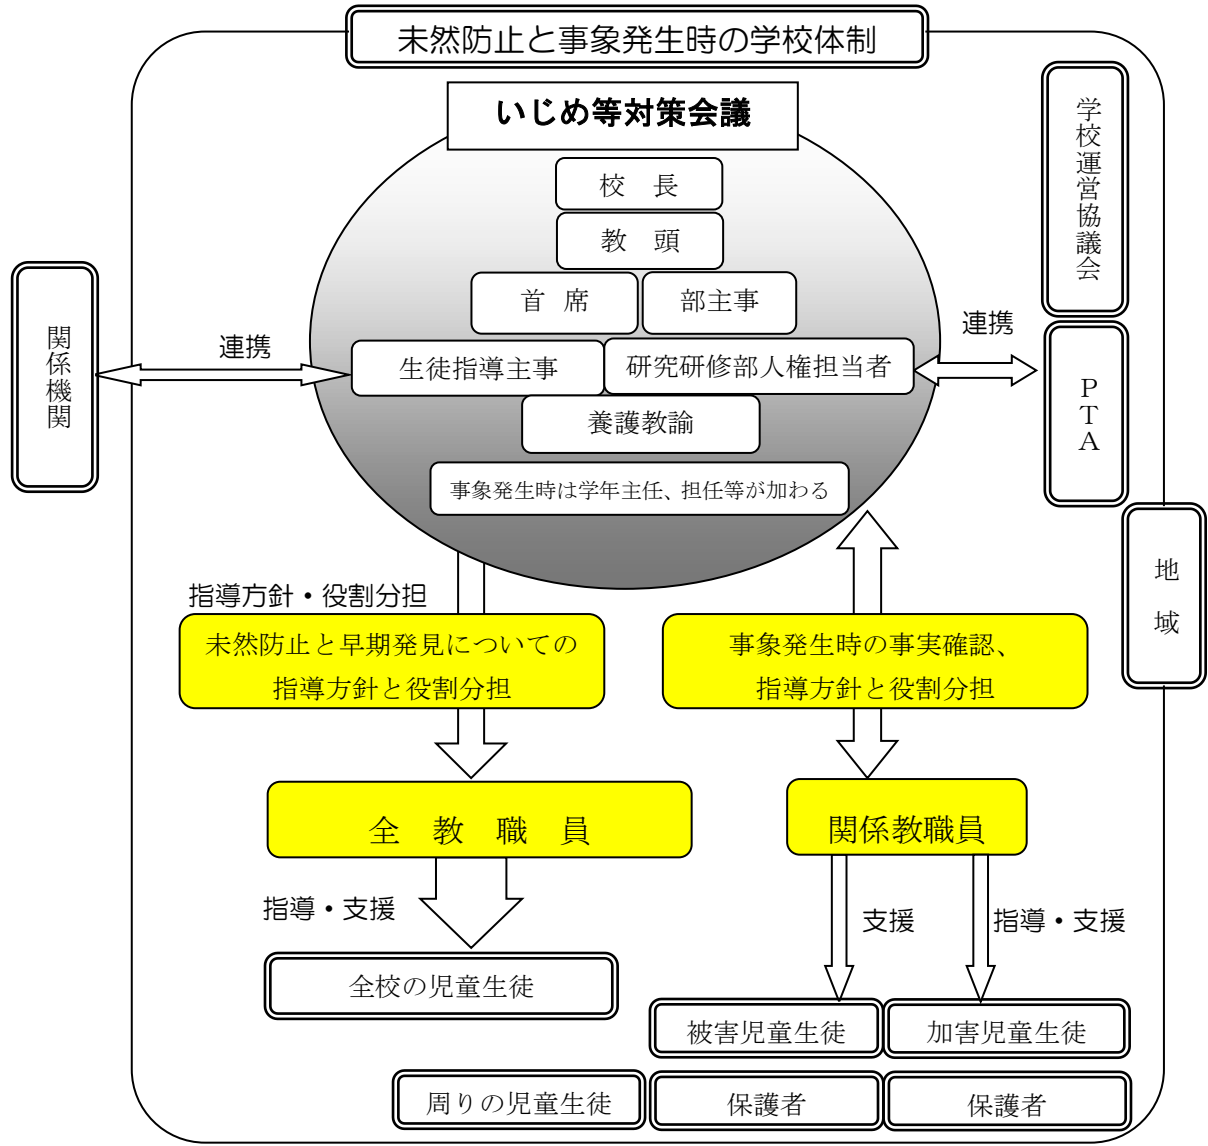 未然防止と事象発生時の学校体制
いじめ等対策会議
校　長
教　頭
首　席
部主事
生徒指導主事
研究研修部人権担当者
養護教諭
事象発生時は学年主任、担任等が加わる
関係機関
連携
連携
学校運営協議会
PTA
地　域
指導方針・役割分担
未然防止と早期発見についての
指導方針と役割分担
事象発生時の事実確認、
指導方針と役割分担
全　教　職　員
関係教職員
指導・支援
支援
指導・支援
全校の児童生徒
被害児童生徒
加害児童生徒
周りの児童生徒
保護者
保護者